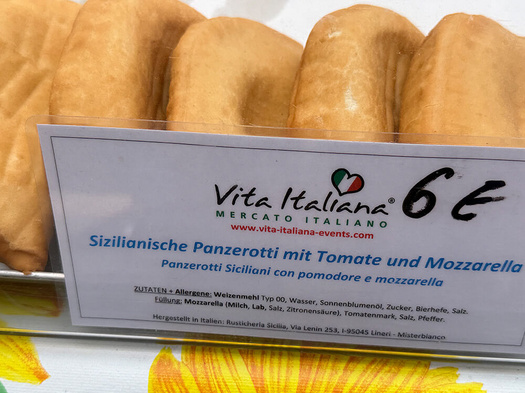 Vita Italiana® 6 €
MERCATO ITALIANO
www.vita-italiana-events.com
Sizilianische Panzerotti mit Tomate und Mozzarella
Panzerotti Siciliani con pomodore e mozzarella
ZUTATEN + Allergene: Weizenmehl Typ 00, Wasser, Sonnenblumenöl, Zucker, Bierhefe, Salz.
Füllung: Mozzarella (Milch, Lab, Salz, Zitronensäure), Tomatenmark, Salz, Pfeffer.
Hergestellt in Italien: Rusticheria Sicilia, Via Lenin 253, I-95045 Lineri - Misterbianco